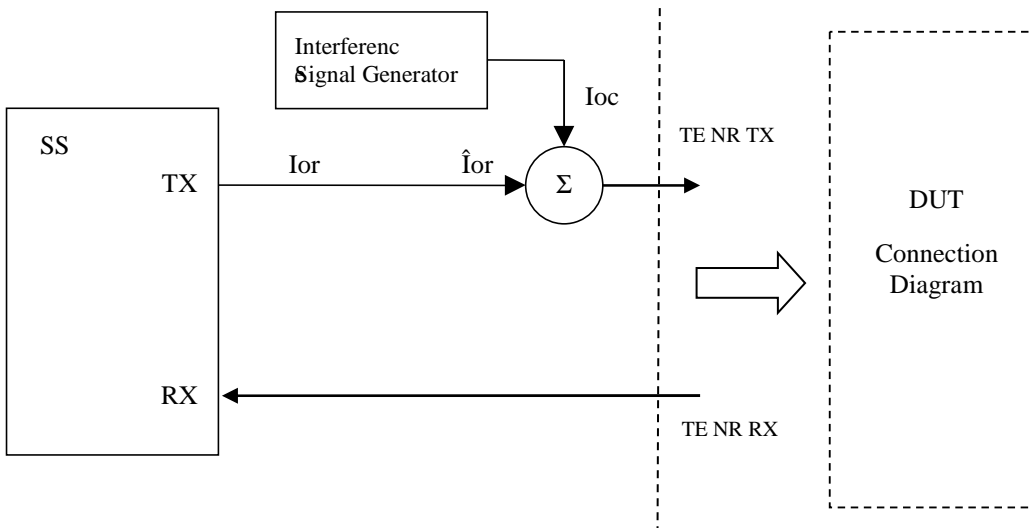 Interferenc
e
Signal Generator
Ioc
SS
TX
Ior
Îor
Σ
TE NR TX
DUT
Connection
Diagram
RX
TE NR RX